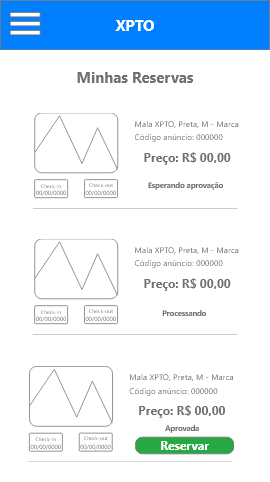 XPTO
Minhas Reservas
Mala XPTO, Preta, M - Marca
Código anúncio: 000000
Preço: R$ 00,00
Check-in
00/00/0000
Check-out
00/00/0000
Esperando aprovação
Mala XPTO, Preta, M - Marca
Código anúncio: 000000
Preço: R$ 00,00
Check-in
00/00/0000
Check-out
00/00/0000
Processando
Mala XPTO, Preta, M - Marca
Código anúncio: 000000
Preço: R$ 00,00
Aprovada
Check-in
00/00/0000
Check-out
00/00/0000
Reservar